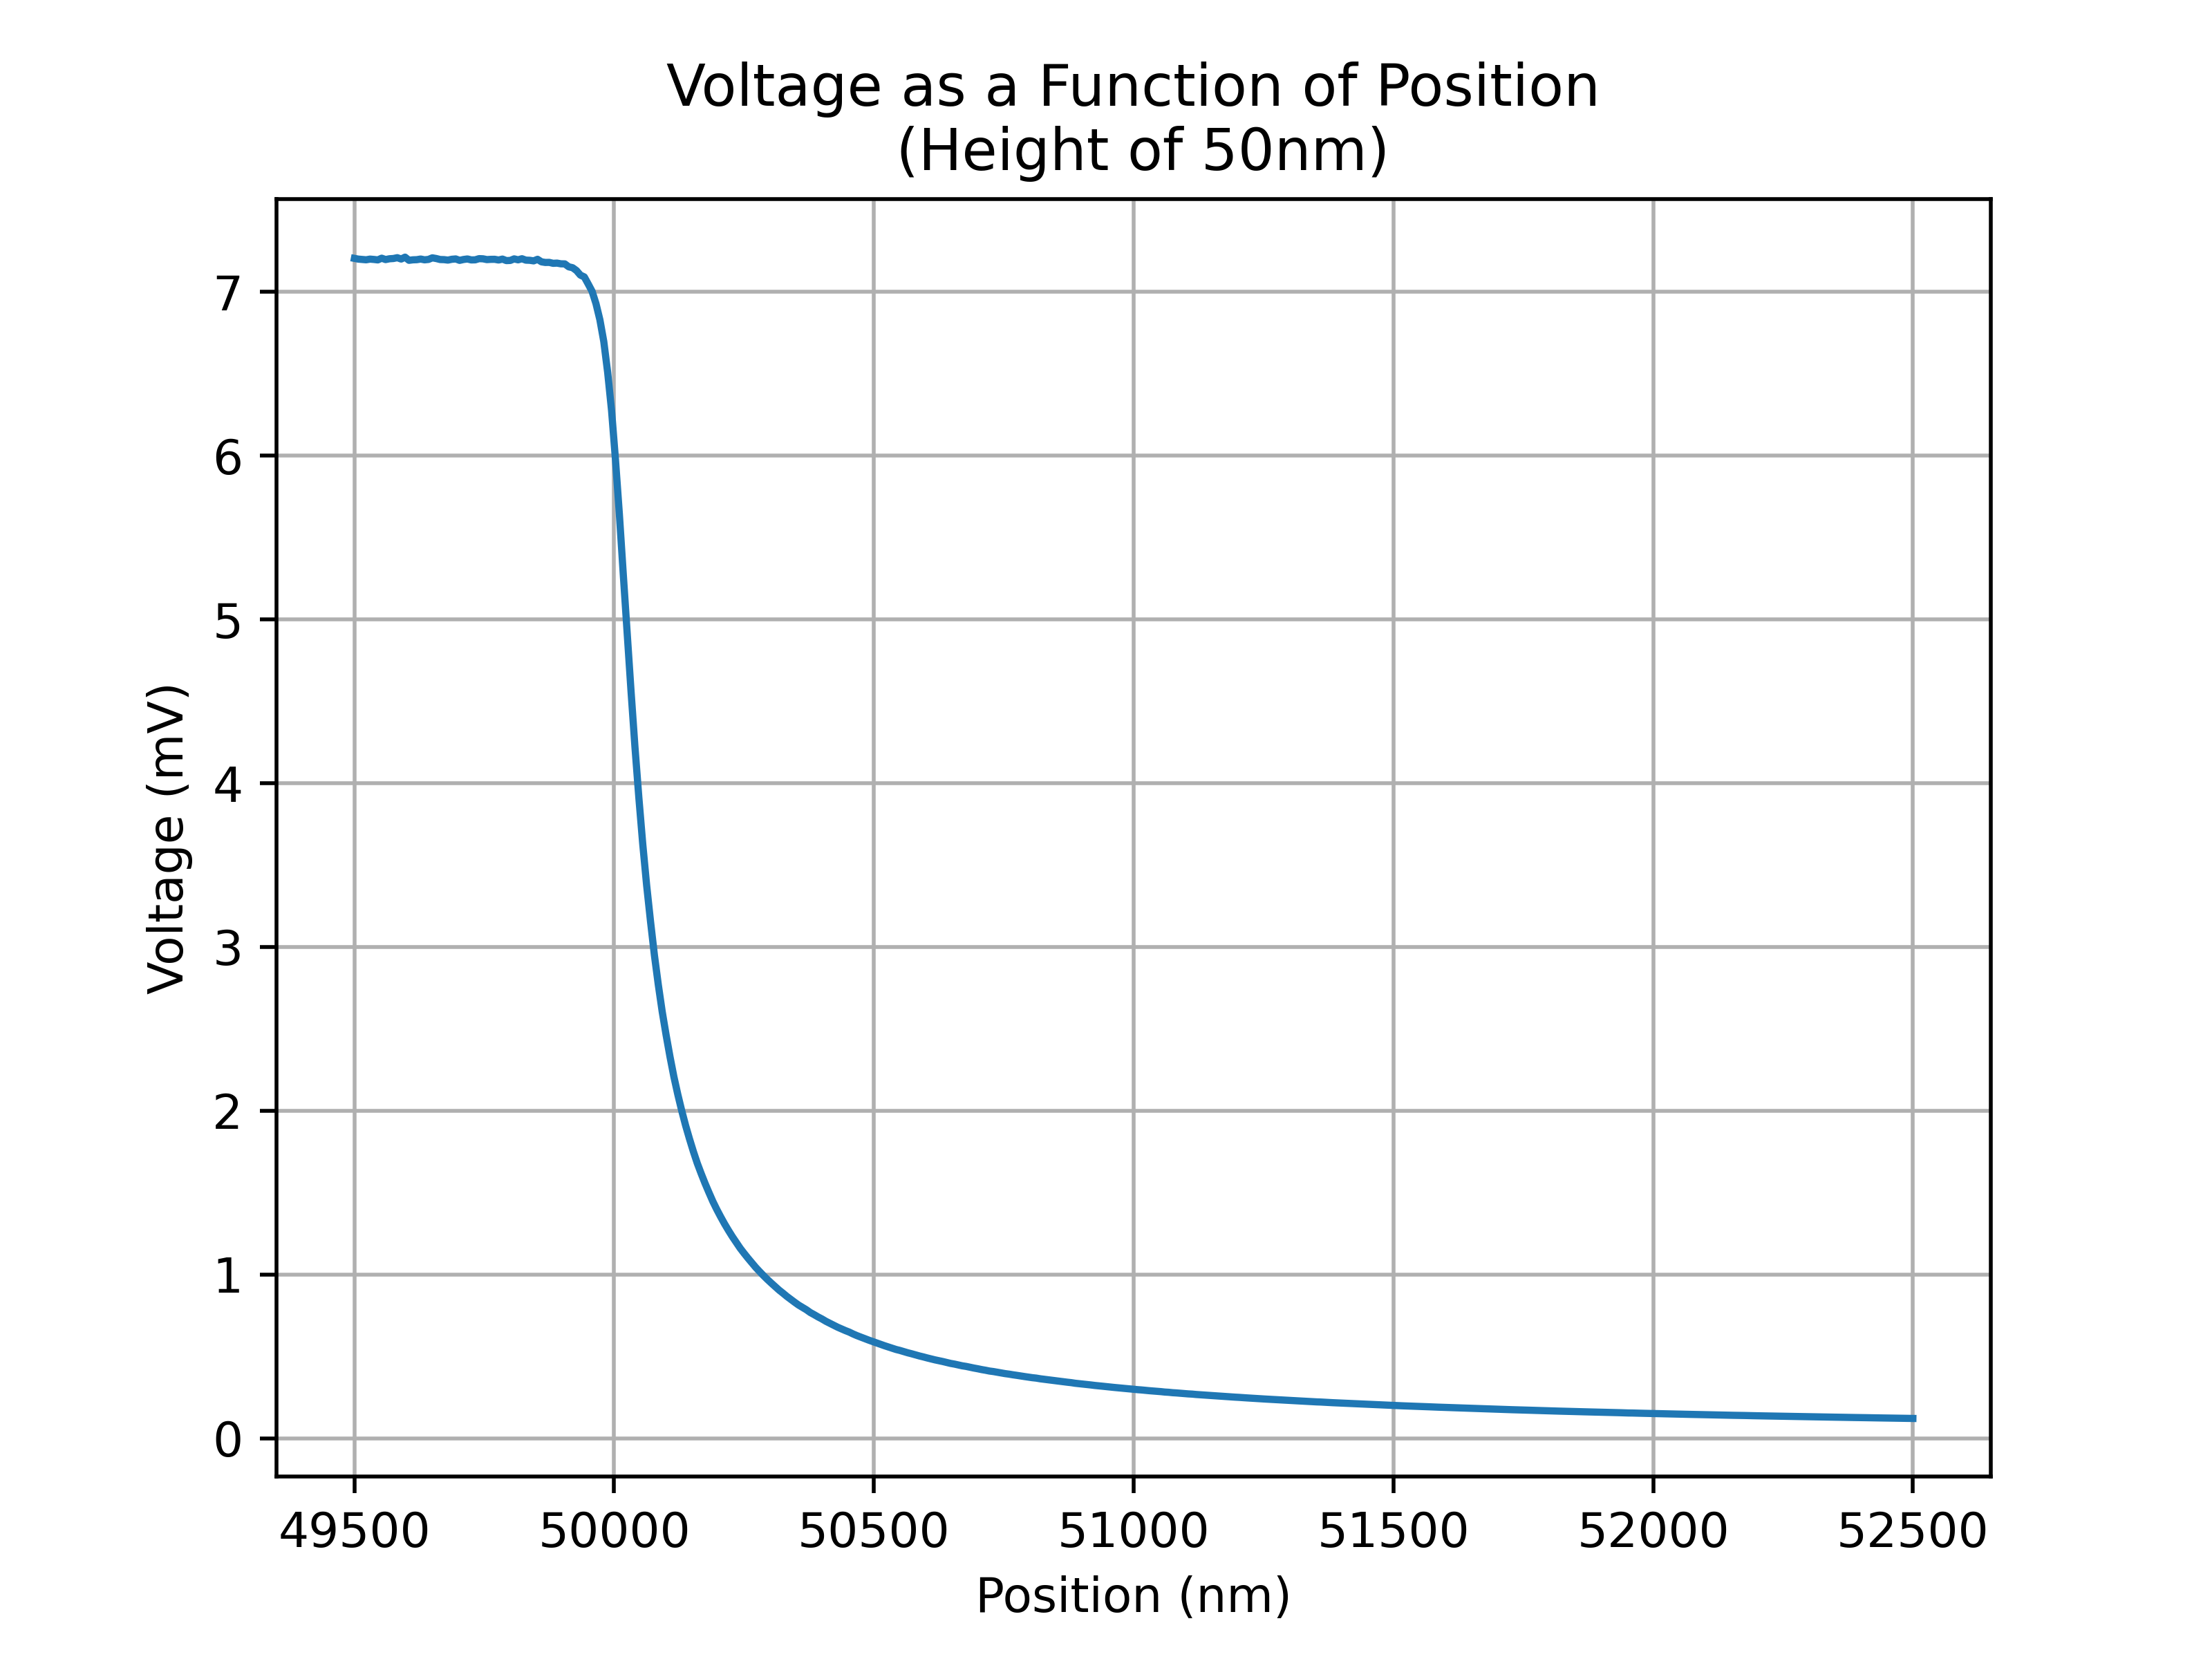 Voltage as a Function of Position
(Height of 50nm)
Voltage (mV)
7
6
5
4
3
2
1
0
49500 50000 50500 51000 51500 52000 52500
Position (nm)